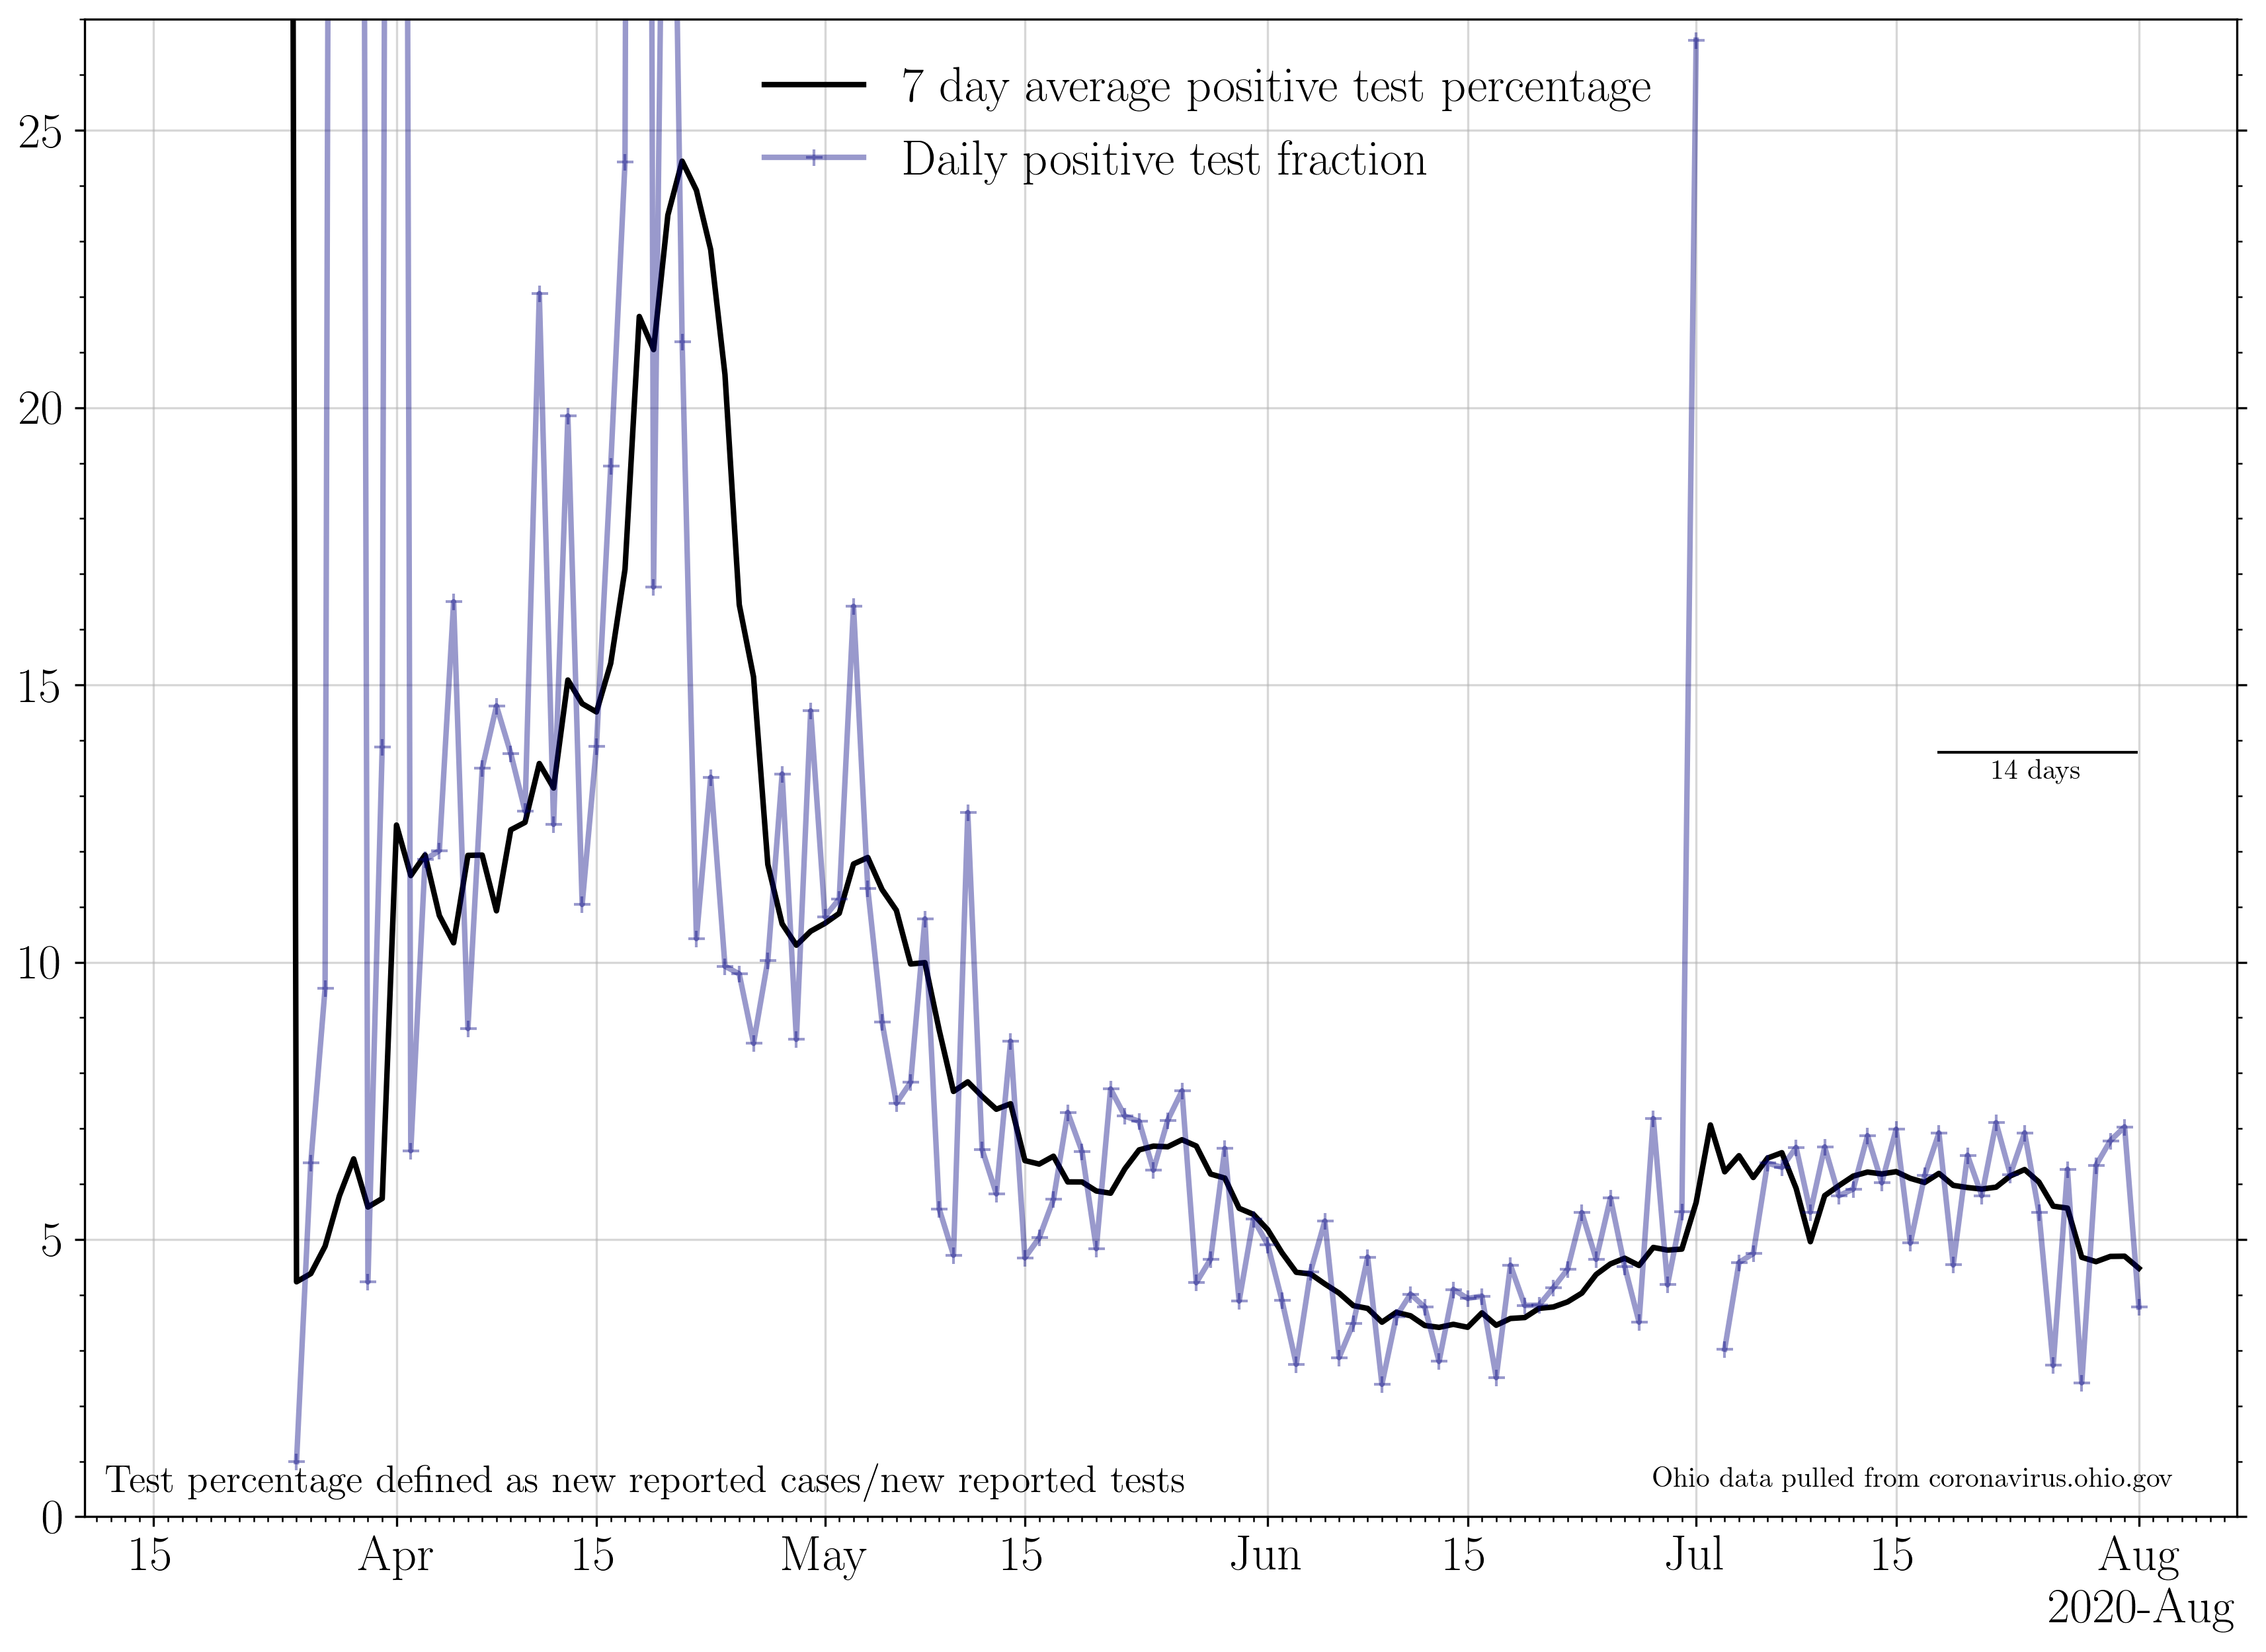 7 day average positive test percentage
Daily positive test fraction
25
20
15
10
5
0
14 days
Test percentage defined as new reported cases/new reported tests
Ohio data pulled from coronavirus.ohio.gov
15 Apr 15 May 15 Jun 15 Jul 15 Aug
2020-Aug